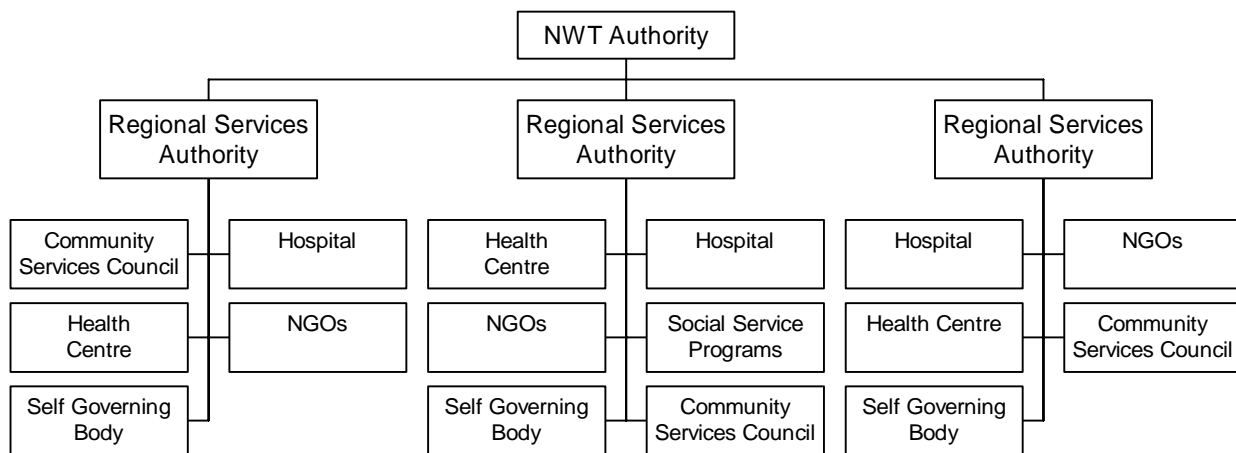 NWT Authority
Regional Services
Authority
Regional Services
Authority
Regional Services
Authority
Community
Services Council
Hospital
Health
Centre
Hospital
Hospital
NGOs
Health
Centre
NGOs
NGOs
Social Service
Programs
Health Centre
Community
Services Council
Self Governing
Body
Self Governing
Body
Community
Services Council
Self Governing
Body